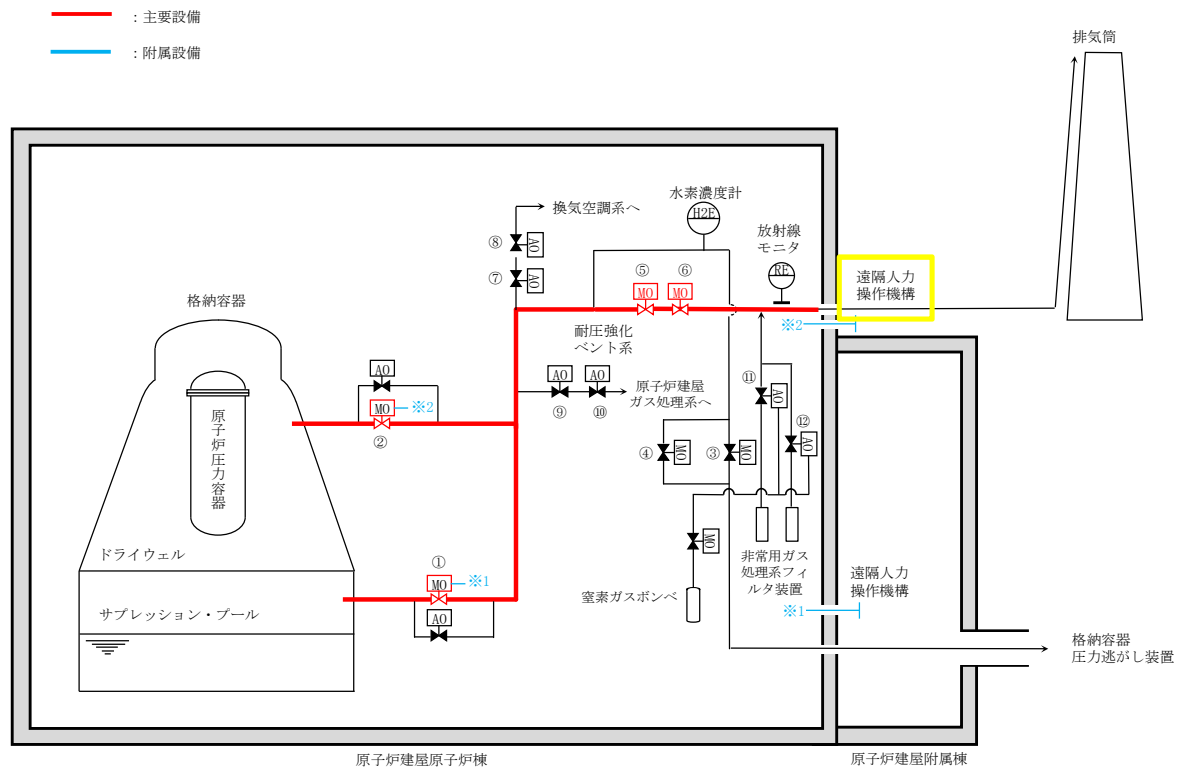 ：主要設備
：附属設備
排気筒
水素濃度計
H2E
換気空調系へ
放射線
モニタ
RE
⑧
AO
⑦
AO
⑤
⑥
MO
MO
遠隔人力
操作機構
※2
格納容器
耐圧強化
ベント系
AO
MO
※2
②
AO
AO
原子炉建屋
ガス処理系へ
⑨
⑩
⑪
AO
⑫
AO
④
MO
③
MO
原子炉圧力容器
MO
ドライウェル
①
MO
※1
AO
サプレッション・プール
窒素ガスボンベ
非常用ガス
処理系フィ
ルタ装置
遠隔人力
操作機構
※1
格納容器
圧力逃がし装置
原子炉建屋原子炉棟
原子炉建屋附属棟